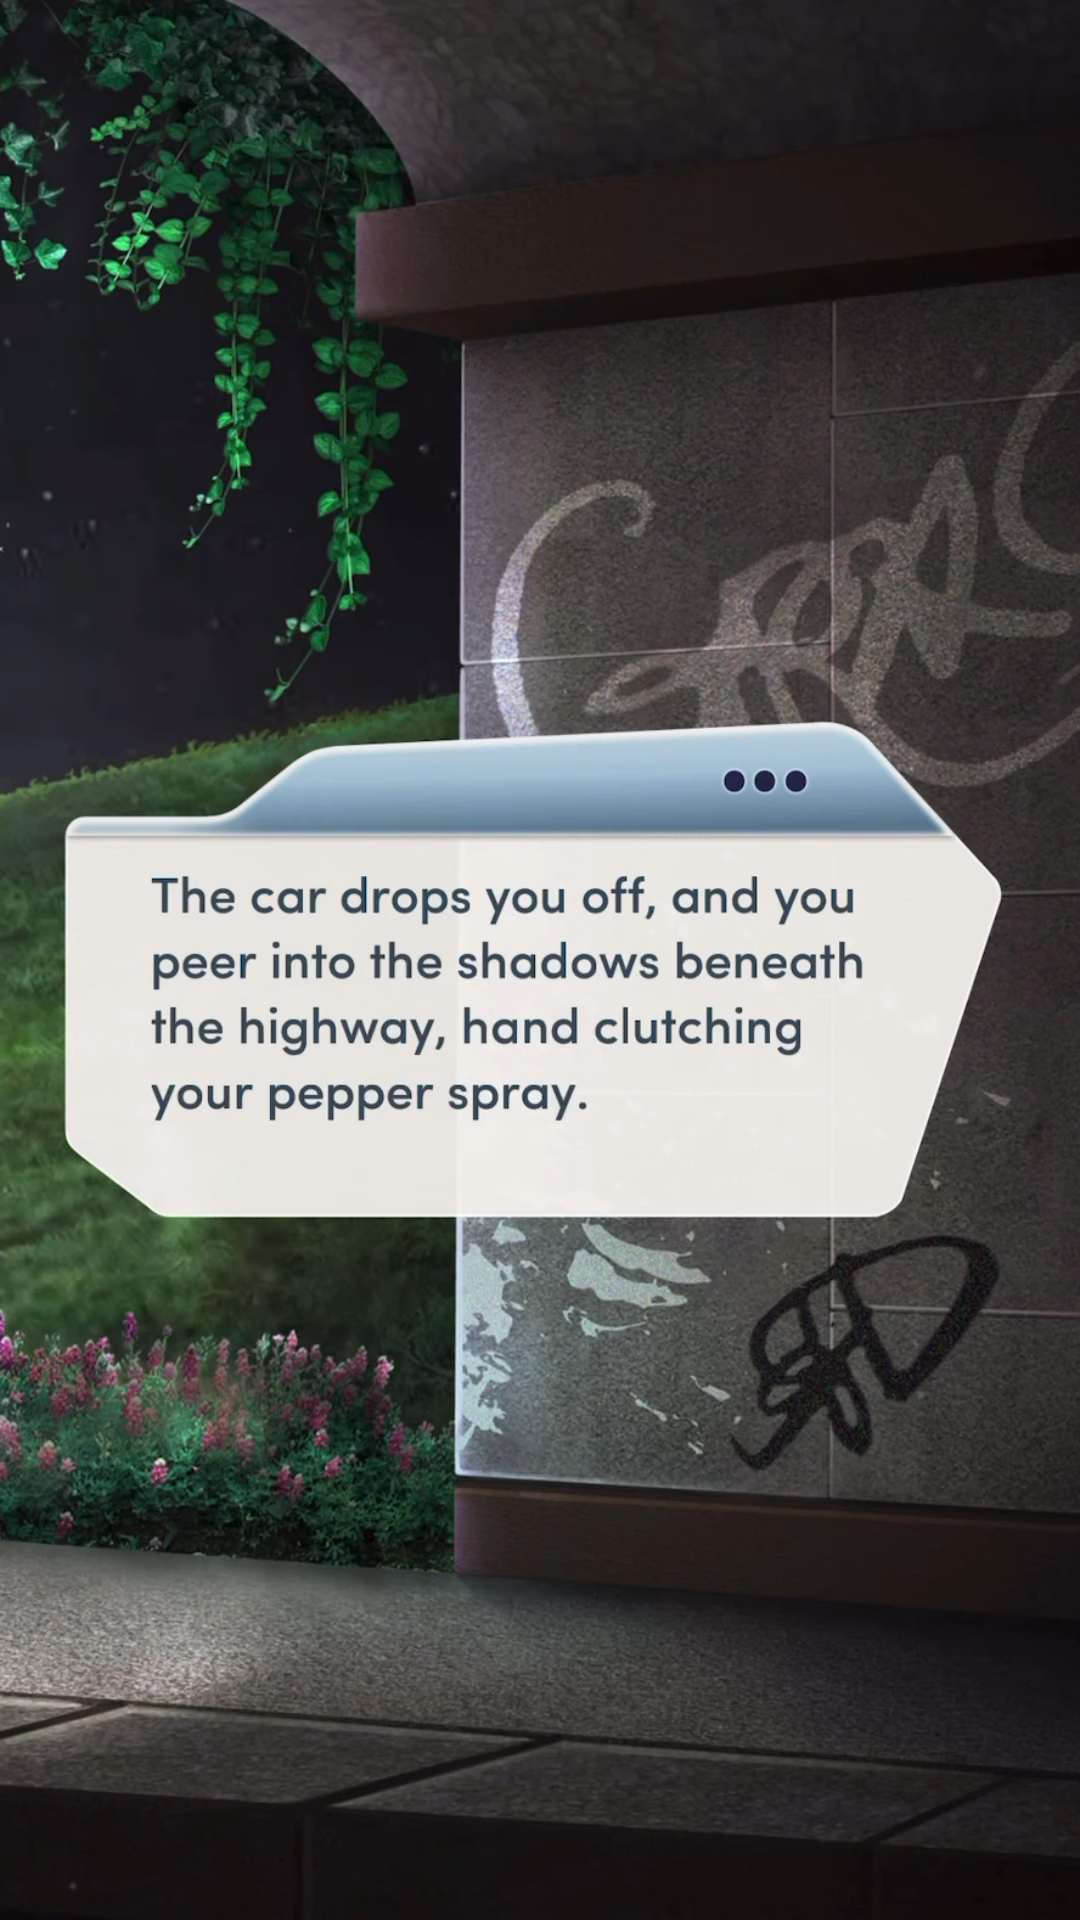 The car drops you off, and you
peer into the shadows beneath
the highway, hand clutching
your pepper spray.